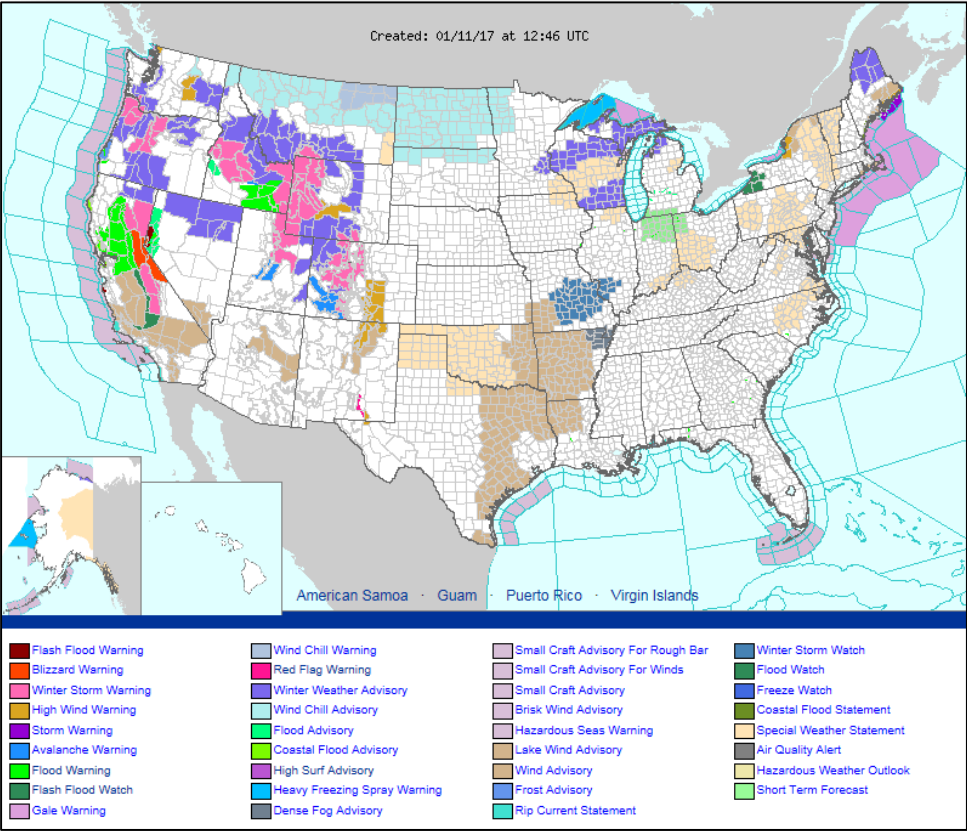 Created: 01/11/17 at 12:46 UTC
American Samoa · Guam · Puerto Rico · Virgin Islands
Flash Flood Warning
Blizzard Warning
Winter Storm Warning
High Wind Warning
Storm Warning
Avalanche Warning
Flood Warning
Flash Flood Watch
Gale Warning
Wind Chill Warning
Red Flag Warning
Winter Weather Advisory
Wind Chill Advisory
Flood Advisory
Coastal Flood Advisory
High Surf Advisory
Heavy Freezing Spray Warning
Dense Fog Advisory
Small Craft Advisory For Rough Bar
Small Craft Advisory For Winds
Small Craft Advisory
Brisk Wind Advisory
Hazardous Seas Warning
Lake Wind Advisory
Wind Advisory
Frost Advisory
Rip Current Statement
Winter Storm Watch
Flood Watch
Freeze Watch
Coastal Flood Statement
Special Weather Statement
Air Quality Alert
Hazardous Weather Outlook
Short Term Forecast